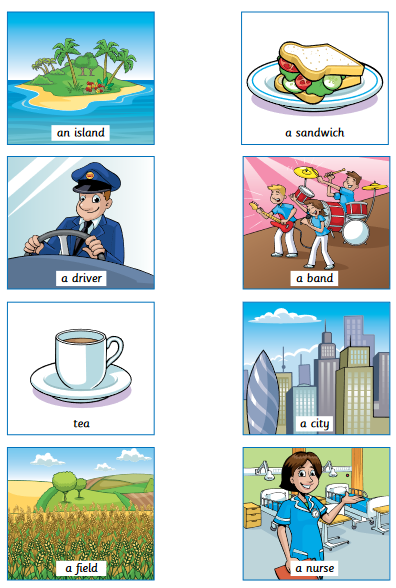 an island
a sandwich
a driver
a band
tea
a city
a field
a nurse